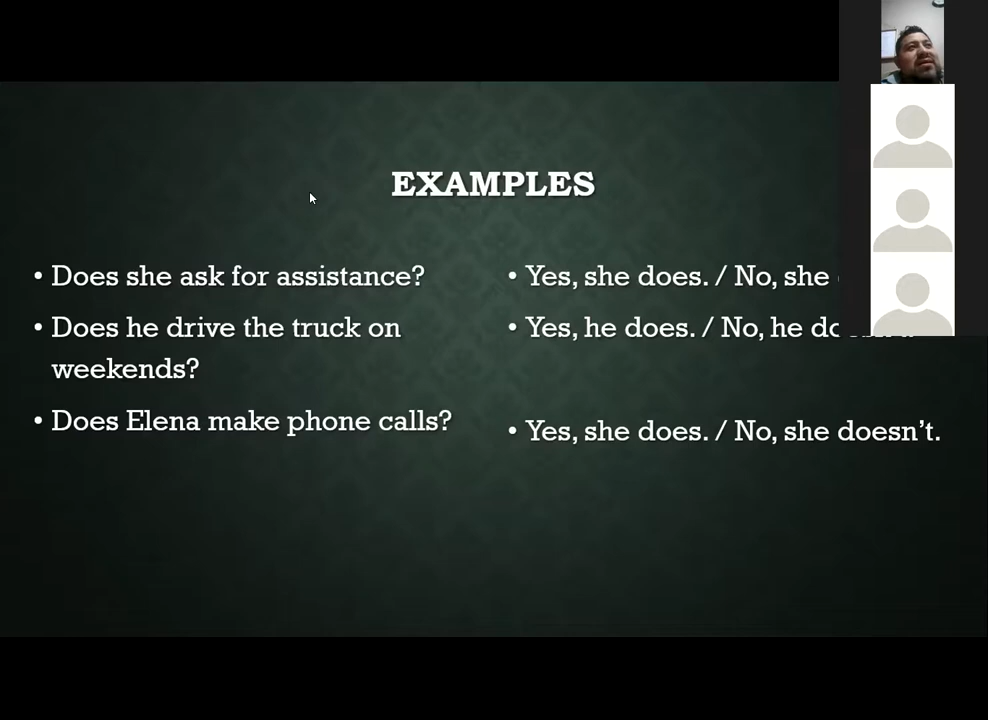 EXAMPLES
• Does she ask for assistance?
• Does he drive the truck on
weekends?
• Does Elena make phone calls?
• Yes, she does. / No, she
• Yes, he does. / No, he
• Yes, she does. / No, she doesn’t.